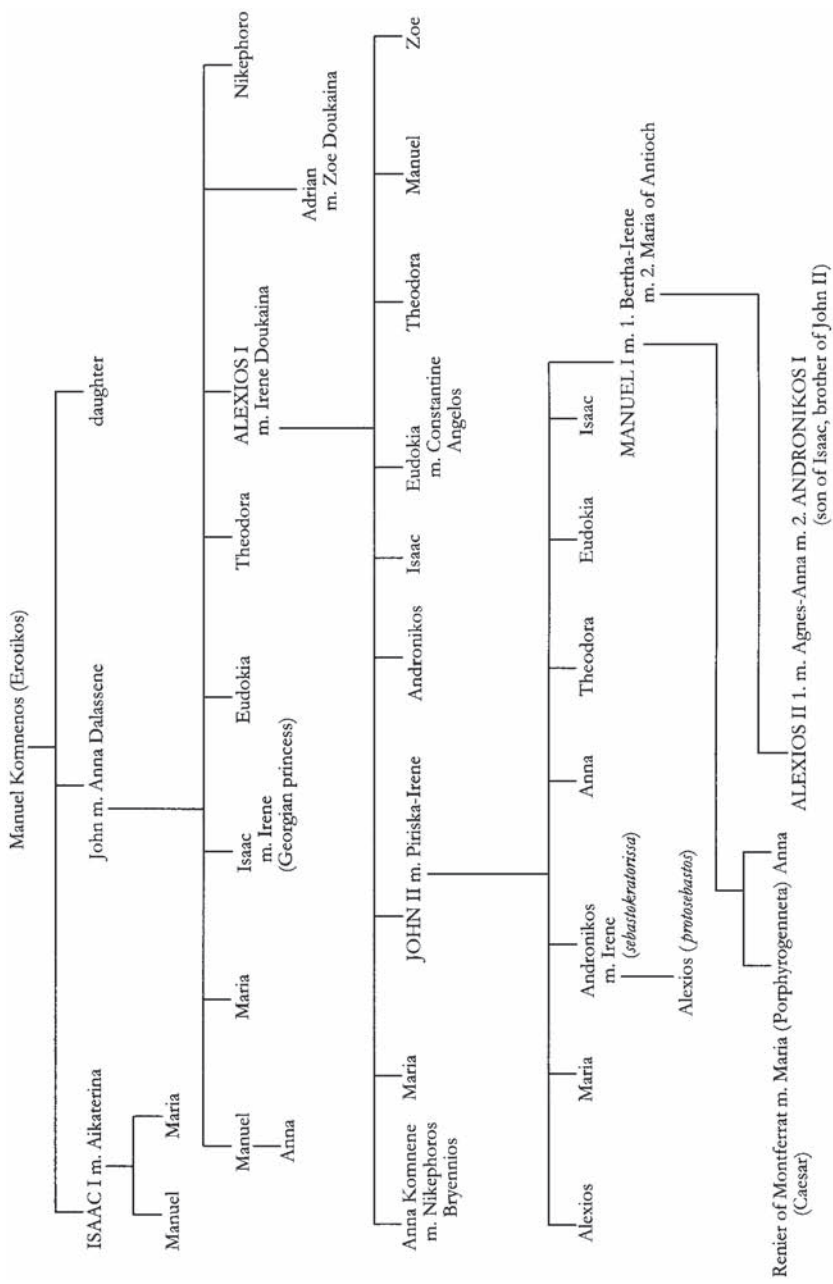 Manuel Komnenos (Erotikos)
ISAAC I m. Aikaterina
John m. Anna Dalassene
daughter
Manuel
Maria
Manuel
Maria
Isaac
m. Irene
(Georgian princess)
Eudokia
Theodora
ALEXIOS I
m. Irene Doukaina
Adrian
m. Zoe Doukaina
Nikephoro
Anna
Anna Komnene
m. Nikephoros
Bryennios
Maria
JOHN II m. Piriska-Irene
Andronikos
Isaac
Eudokia
m. Constantine
Angelos
Theodora
Manuel
Zoe
Alexios
Maria
Andronikos
m. Irene
(sebastokratorissa)
Anna
Theodora
Eudokia
Isaac
MANUEL I m. 1. Bertha-Irene
m. 2. Maria of Antioch
Alexios (protosebastos)
Renier of Montferrat m. Maria (Porphyrogenneta)
(Caesar)
Anna
ALEXIOS II 1. m. Agnes-Anna m. 2. ANDRONIKOS I
(son of Isaac, brother of John II)